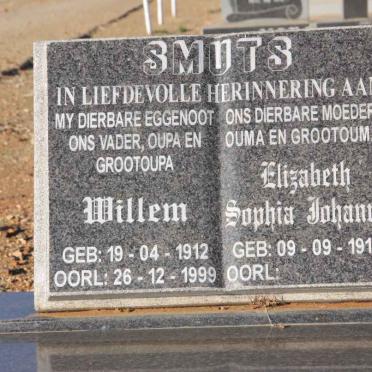 SMUTS
IN LIEFDEVOLLE HERINNERING AAN
MY DIERBARE EGGENOOT
ONS VADER, OUPA EN
GROOTOUPA
Willem
GEB: 19 - 04 - 1912
OORL: 26 - 12 - 1999
ONS DIERBARE MOEDER
OUMA EN GROOTOUM
Elizabeth
Sophia Johann
GEB: 09 - 09 - 191
OORL: